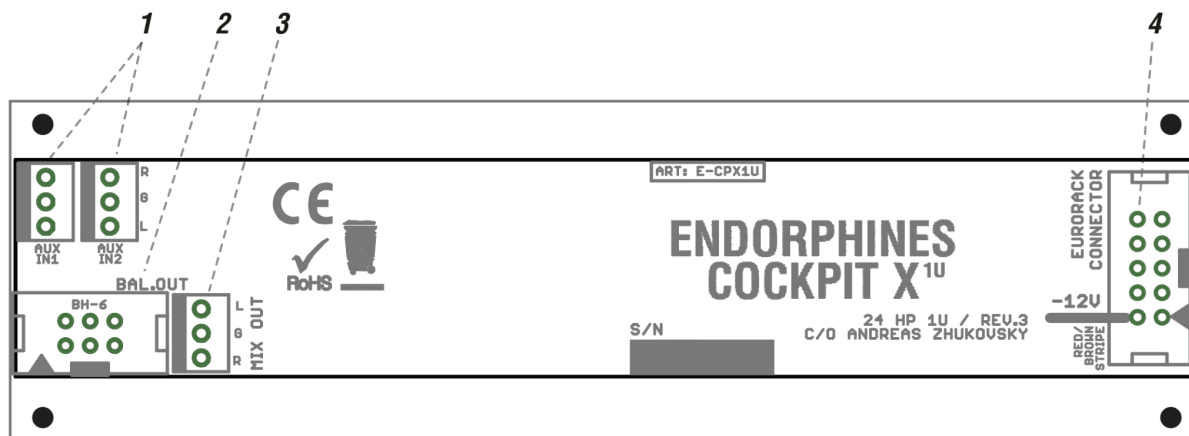 1
2
3
4
R
G
L
AUX
IN1
AUX
IN2
BAL.OUT
BH-6
L
G
R
MIX OUT
CE
RoHS
ART: E-CPX1U
ENDORPHINES
COCKPIT X 1U
24 HP 1U / REV.3
C/O ANDREAS ZHUKOVSKY
S/N
EURORACK
CONNECTOR
-12V
RED/
BROWN
STRIPE